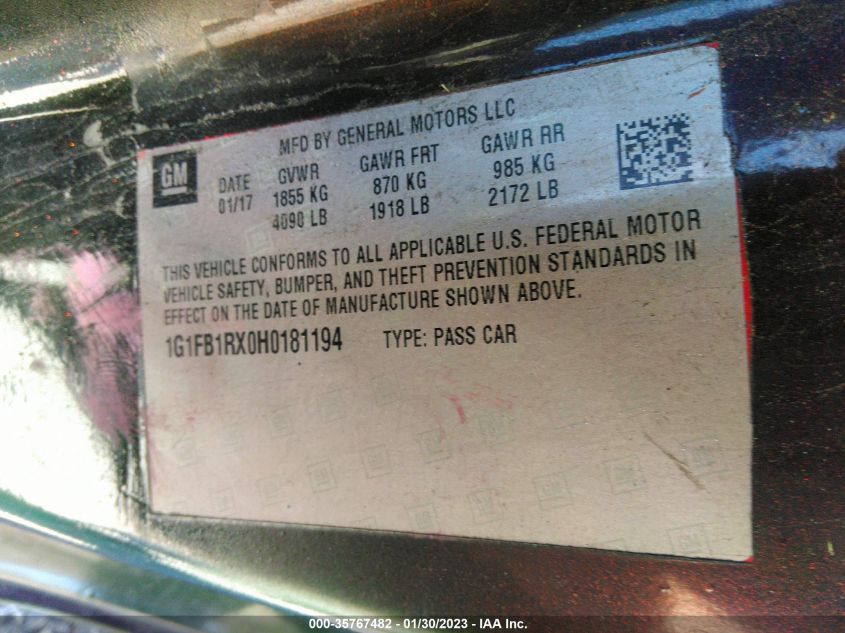 MFD BY GENERAL MOTORS LLC
GM
DATE GVWR GAWR FRT GAWR RR
01/17 1855 KG 870 KG 985 KG
4090 LB 1918 LB 2172 LB
THIS VEHICLE CONFORMS TO ALL APPLICABLE U.S. FEDERAL MOTOR
VEHICLE SAFETY, BUMPER, AND THEFT PREVENTION STANDARDS IN
EFFECT ON THE DATE OF MANUFACTURE SHOWN ABOVE.
1G1FB1RX0H0181194 TYPE: PASS CAR
000-35767482 - 01/30/2023 - IAA Inc.